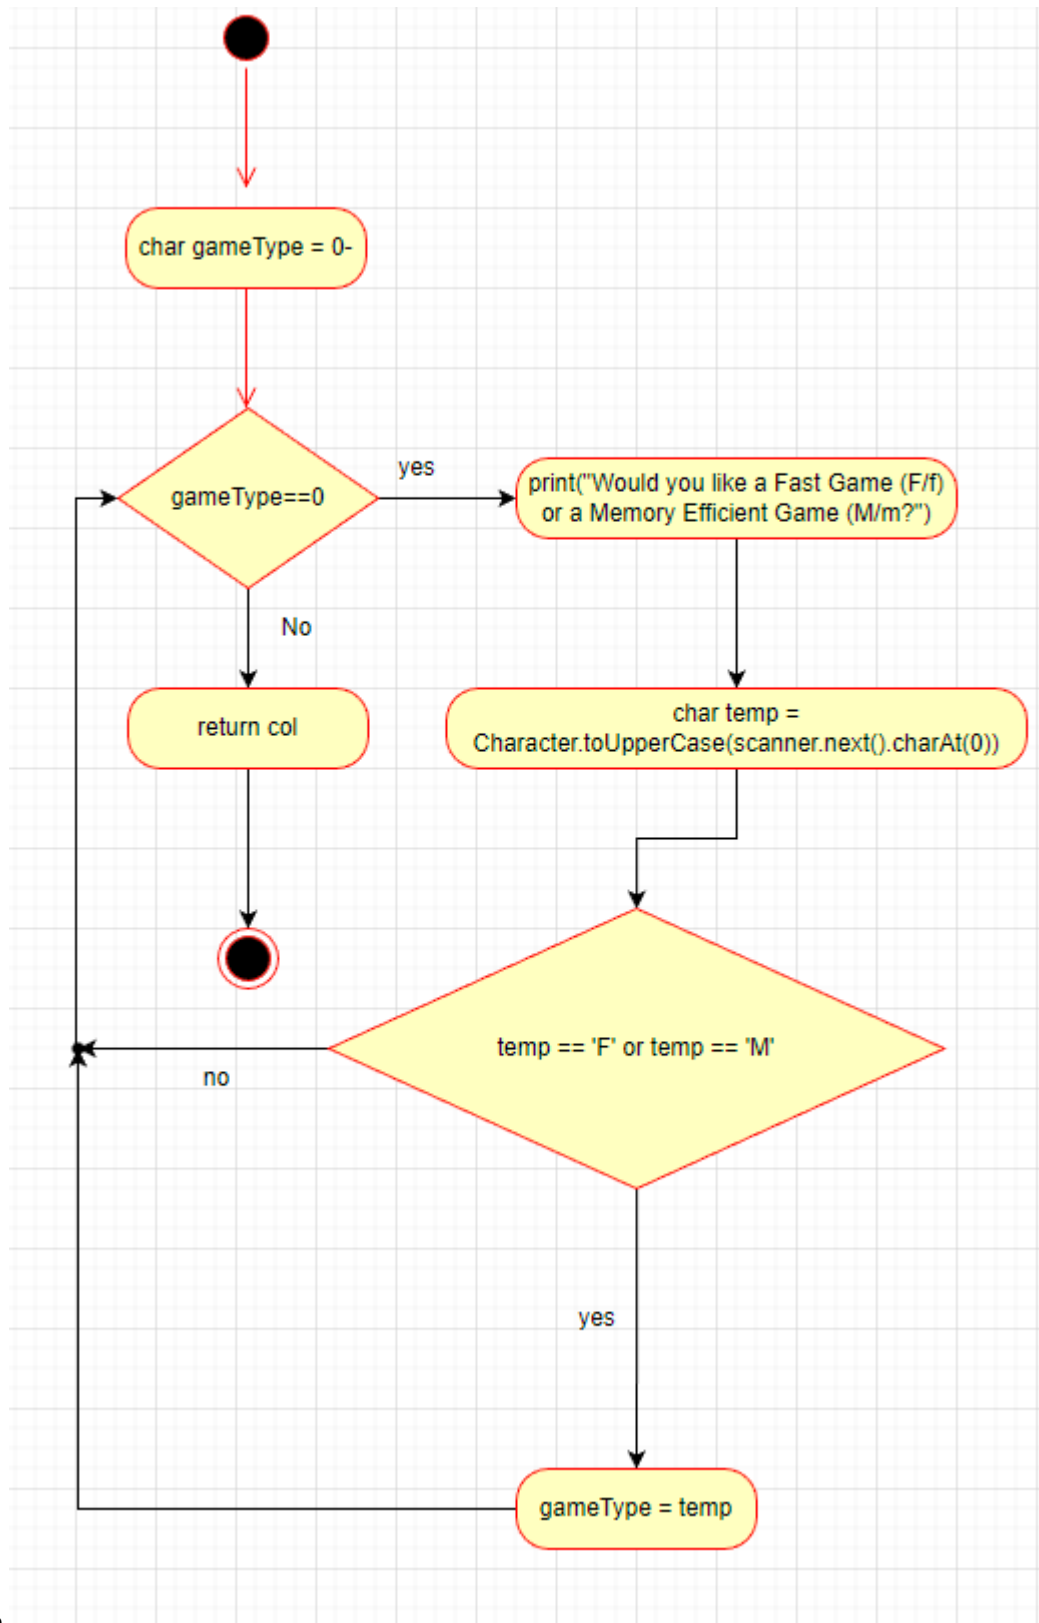 char gameType = 0-
gameType==0
yes
print("Would you like a Fast Game (F/f)
or a Memory Efficient Game (M/m?")
No
return col
char temp =
Character.toUpperCase(scanner.next().charAt(0))
temp == 'F' or temp == 'M'
no
yes
gameType = temp